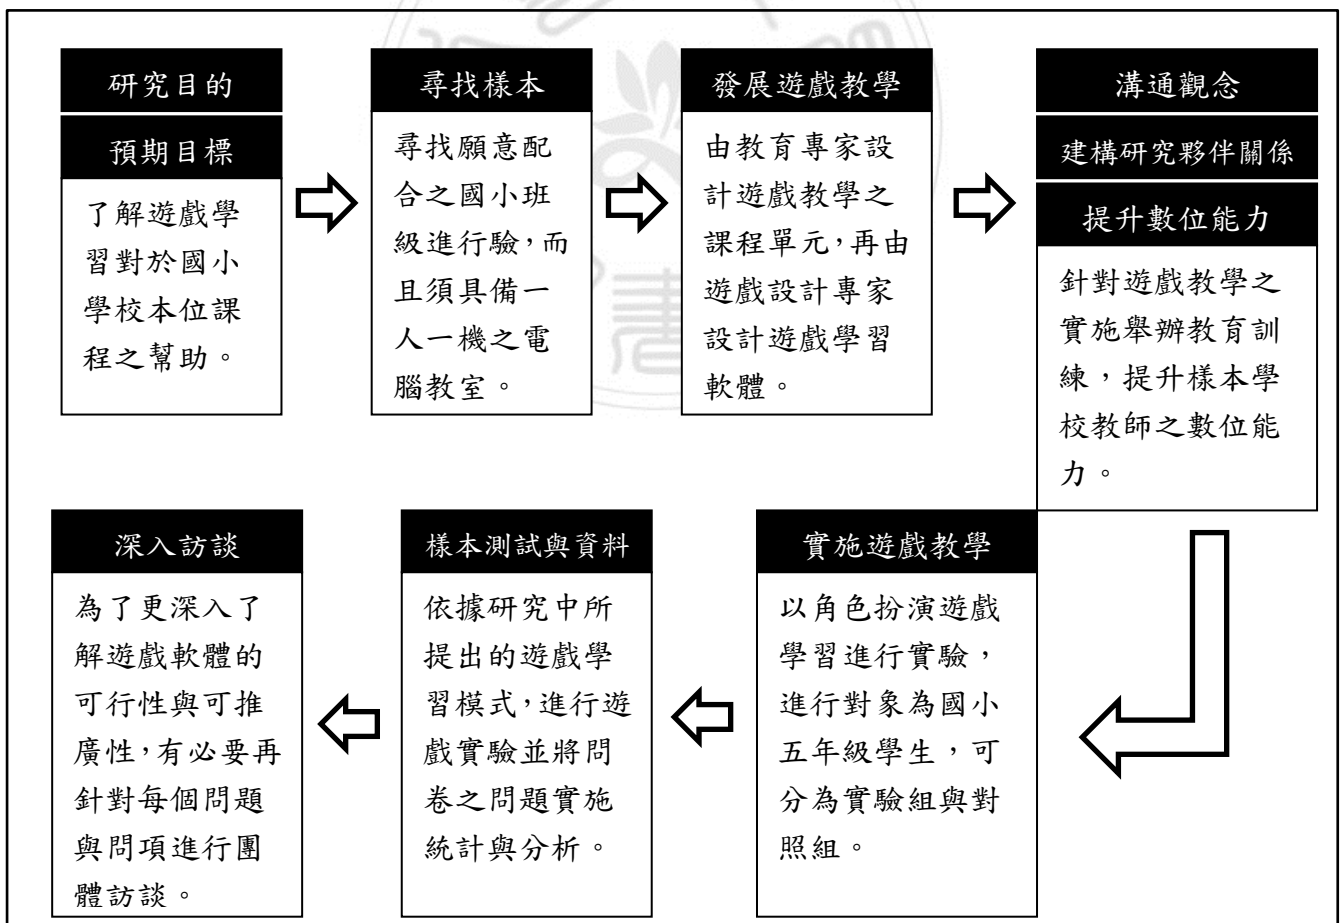 研究目的
預期目標
了解遊戲學
習對於國小
學校本位課
程之幫助。
尋找樣本
尋找願意配
合之國小班
級進行驗,而
且須具備一
人一機之電
腦教室。
發展遊戲教學
由教育專家設
計遊戲教學之
課程單元,再由
遊戲設計專家
設計遊戲學習
軟體。
溝通觀念
建構研究夥伴關係
提升數位能力
針對遊戲教學之
實施舉辦教育訓
練,提升樣本學
校教師之數位能
力。
實施遊戲教學
以角色扮演遊戲
學習進行實驗,
進行對象為國小
五年級學生,可
分為實驗組與對
照組。
樣本測試與資料
依據研究中所
提出的遊戲學
習模式,進行遊
戲實驗並將問
卷之問題實施
統計與分析。
深入訪談
為了更深入了
解遊戲軟體的
可行性與可推
廣性,有必要再
針對每個問題
與問項進行團
體訪談。